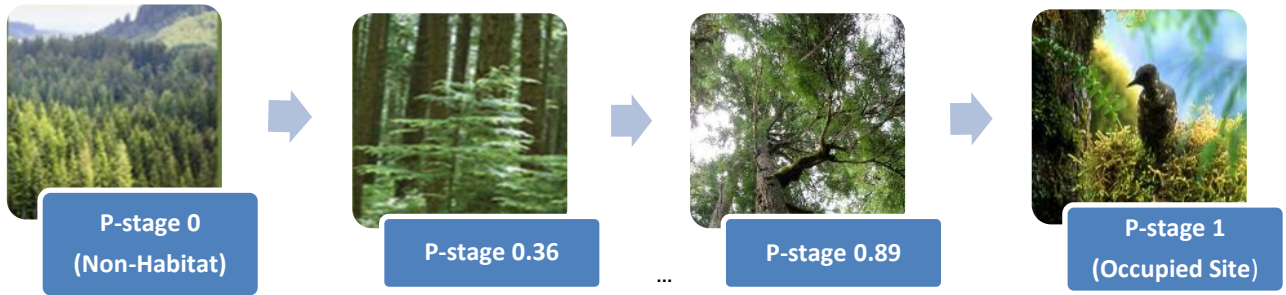 P-stage 0
(Non-Habitat)
P-stage 0.36
...
P-stage 0.89
P-stage 1
(Occupied Site)